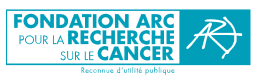 FONDATION ARC
POUR LA RECHERCHE
SUR LE CANCER
Reconnue d'utilité publique